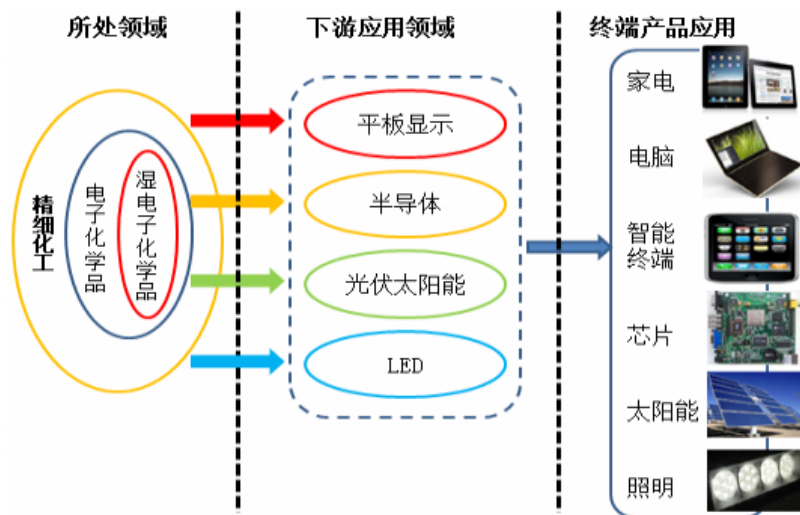 所处领域
下游应用领域
终端产品应用
精细化工
电子化学品
湿电子化学品
平板显示
半导体
光伏太阳能
LED
家电
电脑
智能
终端
芯片
太阳能
照明